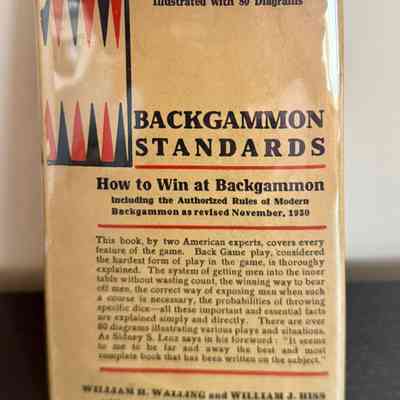 Illustrated with 80 Diagrams
BACKGAMMON
STANDARDS
How to Win at Backgammon
including the Authorized Rules of Modern
Backgammon as revised November, 1930
This book, by two American experts, covers every
feature of the game. Back Game play, considered
the hardest form of play in the game, is thoroughy
explained. The system of getting men into the inner
table without wasting count, the winning way to bear
off men, the correct way of exposing men when such
a course is necessary, the probabilities of throwing
specific dice—all these important and essential facts
are explained simply and directly. There are over
80 diagrams illustrating various plays and situations.
As Sidney S. Lenz says in his foreword: "It seems
to me to be far and away the best and most
complete book that has been written on the subject."
WILLIAM H. WALLING and WILLIAM J. HISS